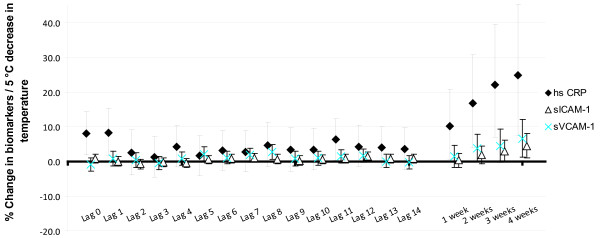 % Change in biomarkers / 5 °C decrease in
temperature
40.0
30.0
20.0
10.0
0.0
-10.0
-20.0
Lag 0
Lag 1
Lag 2
Lag 3
Lag 4
Lag 5
Lag 6
Lag 7
Lag 8
Lag 9
Lag 10
Lag 11
Lag 12
Lag 13
Lag 14
1 week
2 weeks
3 weeks
4 weeks
hs CRP
sICAM-1
sVCAM-1